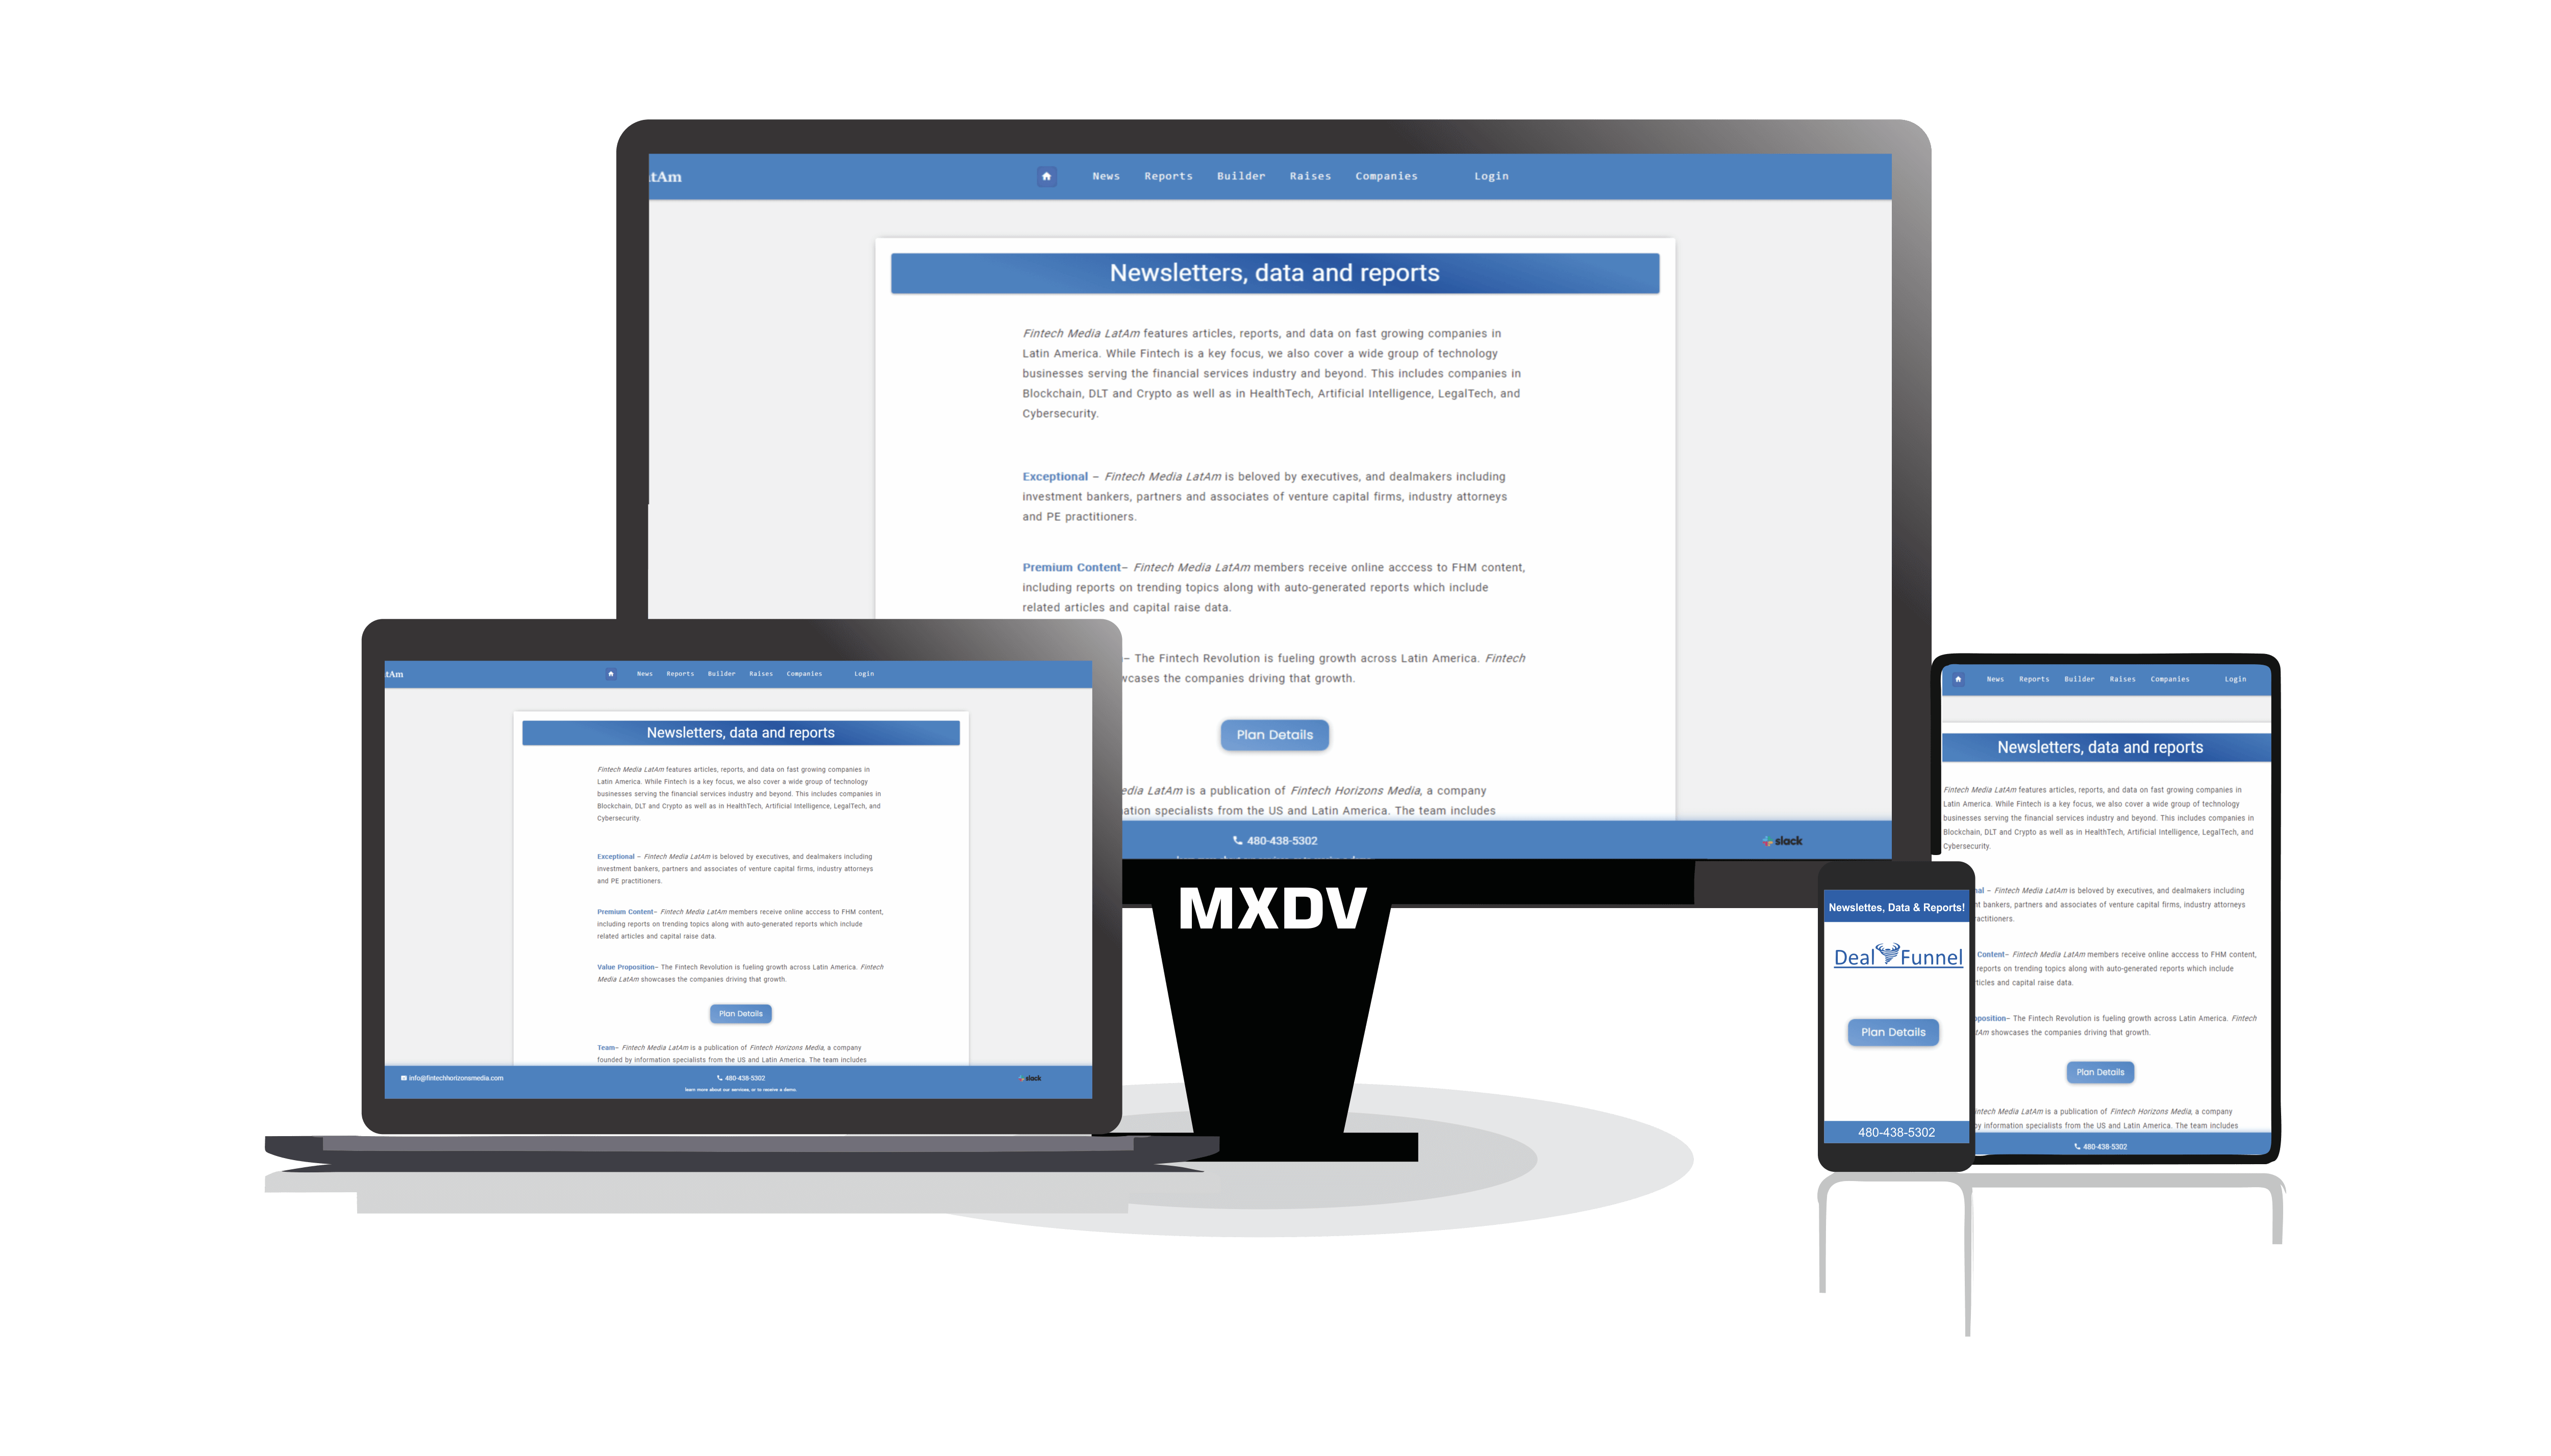 tAm
News Reports Builder Raises Companies Login
Newsletters, data and reports
Fintech Media LatAm features articles, reports, and data on fast growing companies in
Latin America. While Fintech is a key focus, we also cover a wide group of technology
businesses serving the financial services industry and beyond. This includes companies in
Blockchain, DLT and Crypto as well as in HealthTech, Artificial Intelligence, LegalTech, and
Cybersecurity.
Exceptional – Fintech Media LatAm is beloved by executives, and dealmakers including
investment bankers, partners and associates of venture capital firms, industry attorneys
and PE practitioners.
Premium Content– Fintech Media LatAm members receive online acccess to FHM content,
including reports on trending topics along with auto-generated reports which include
related articles and capital raise data.
– The Fintech Revolution is fueling growth across Latin America. Fintech
wcases the companies driving that growth.
Plan Details
edia LatAm is a publication of Fintech Horizons Media, a company
ation specialists from the US and Latin America. The team includes
480-438-5302
slack
MXDV
tAm
News Reports Builder Raises Companies Login
Newsletters, data and reports
Fintech Media LatAm features articles, reports, and data on fast growing companies in
Latin America. While Fintech is a key focus, we also cover a wide group of technology
businesses serving the financial services industry and beyond. This includes companies in
Blockchain, DLT and Crypto as well as in HealthTech, Artificial Intelligence, LegalTech, and
Cybersecurity.
Exceptional – Fintech Media LatAm is beloved by executives, and dealmakers including
investment bankers, partners and associates of venture capital firms, industry attorneys
and PE practitioners.
Premium Content– Fintech Media LatAm members receive online acccess to FHM content,
including reports on trending topics along with auto-generated reports which include
related articles and capital raise data.
Value Proposition– The Fintech Revolution is fueling growth across Latin America. Fintech
Media LatAm showcases the companies driving that growth.
Plan Details
Team– Fintech Media LatAm is a publication of Fintech Horizons Media, a company
founded by information specialists from the US and Latin America. The team includes
info@fintechhorizonsmedia.com
480-438-5302
slack
learn more about our services, or to receive a demo.
Newslettes, Data & Reports!
Deal Funnel
Plan Details
480-438-5302
News Reports Builder Raises Companies Login
Newsletters, data and reports
Fintech Media LatAm features articles, reports, and data on fast growing companies in
Latin America. While Fintech is a key focus, we also cover a wide group of technology
businesses serving the financial services industry and beyond. This includes companies in
Blockchain, DLT and Crypto as well as in HealthTech, Artificial Intelligence, LegalTech, and
Cybersecurity.
nal – Fintech Media LatAm is beloved by executives, and dealmakers including
nt bankers, partners and associates of venture capital firms, industry attorneys
ractitioners.
Content– Fintech Media LatAm members receive online acccess to FHM content,
reports on trending topics along with auto-generated reports which include
ticles and capital raise data.
position– The Fintech Revolution is fueling growth across Latin America. Fintech
tAm showcases the companies driving that growth.
Plan Details
intech Media LatAm is a publication of Fintech Horizons Media, a company
by information specialists from the US and Latin America. The team includes
480-438-5302